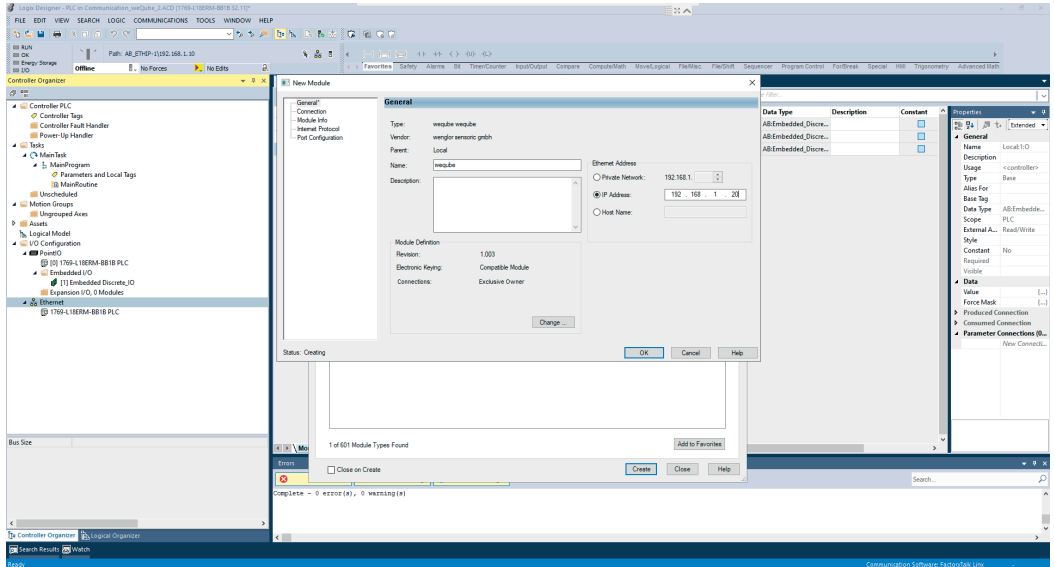 Logix Designer - PLC in Communication_weQube_2.ACD [1769-L18ERM-BB1B 32.11]*
FILE EDIT VIEW SEARCH LOGIC COMMUNICATIONS TOOLS WINDOW HELP
RUN
OK
Energy Storage
I/O
Path: AB_ETHIP-1\192.168.1.10
Offline
No Forces
No Edits
Favorites Safety Alarms Bit Timer/Counter Input/Output Compare Compute/Math Move/Logical File/Misc. File/Shift Sequencer Program Control For/Break Special HMI Trigonometry Advanced Math
Controller Organizer
Controller PLC
Controller Tags
Controller Fault Handler
Power-Up Handler
Tasks
MainTask
MainProgram
Parameters and Local Tags
MainRoutine
Unscheduled
Motion Groups
Ungrouped Axes
Assets
Logical Model
I/O Configuration
PointIO
[0] 1769-L18ERM-BB1B PLC
Embedded I/O
[1] Embedded Discrete_IO
Expansion I/O, 0 Modules
Ethernet
1769-L18ERM-BB1B PLC
Bus Size
Controller Organizer
Logical Organizer
Search Results
Watch
Ready
New Module
General*
Connection
Module Info
Internet Protocol
Port Configuration
General
Type: weqube weqube
Vendor: wenglor sensoric gmbh
Parent: Local
Name: weqube
Description:
Ethernet Address
Private Network: 192.168.1.
IP Address: 192 . 168 . 1 . 20
Host Name:
Module Definition
Revision: 1.003
Electronic Keying: Compatible Module
Connections: Exclusive Owner
Change ...
Status: Creating
OK
Cancel
Help
1 of 601 Module Types Found
Add to Favorites
Close on Create
Create
Close
Help
Data Type Description Constant
AB:Embedded_Discre...
AB:Embedded_Discre...
AB:Embedded_Discre...
Properties
Extended
General
Name Local:1:O
Description
Usage <controller>
Type Base
Alias For
Base Tag
Data Type AB:Embedde...
Scope PLC
External A... Read/Write
Style
Constant No
Required
Visible
Data
Value {...}
Force Mask {...}
Produced Connection
Consumed Connection
Parameter Connections {0...
New Connecti...
Errors
Search...
Complete - 0 error(s), 0 warning(s)
Communication Software: FactoryTalk Linx